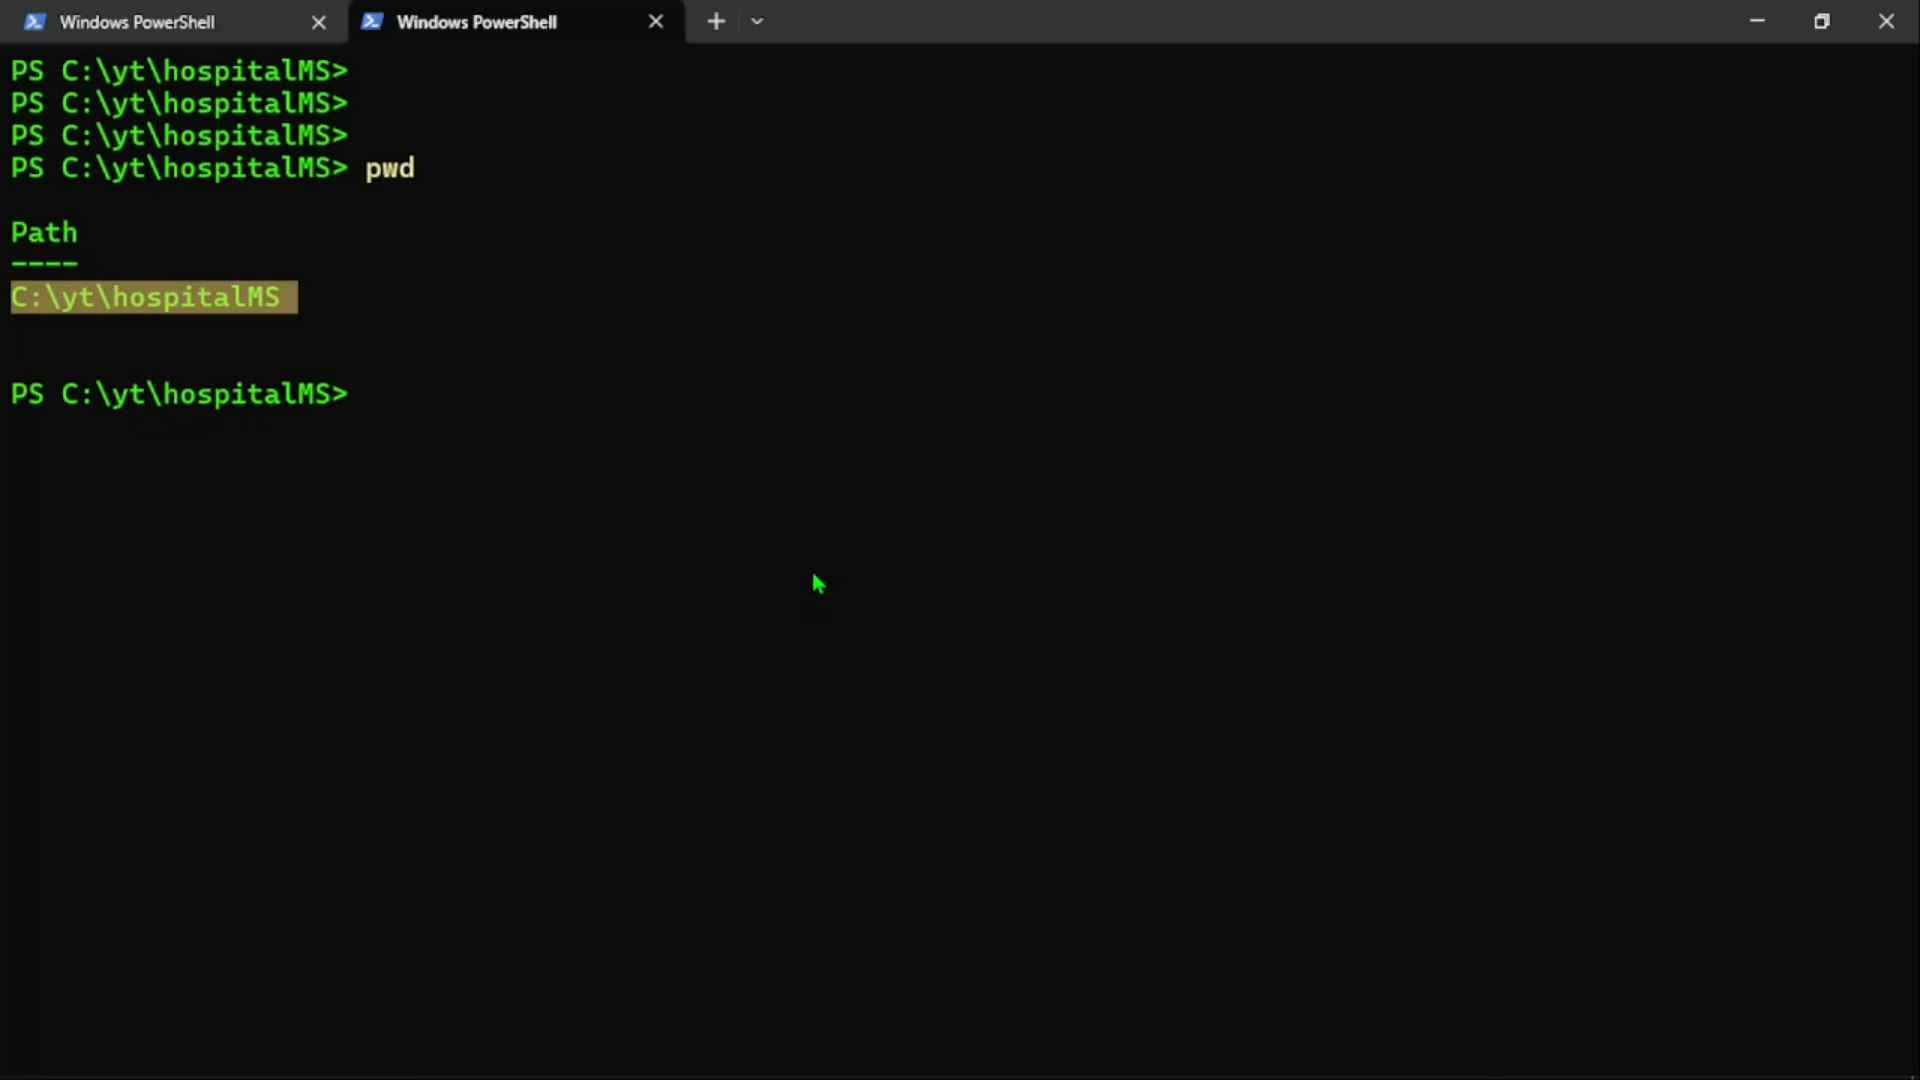 Windows PowerShell
Windows PowerShell
PS C:\yt\hospitalMS>
PS C:\yt\hospitalMS>
PS C:\yt\hospitalMS>
PS C:\yt\hospitalMS> pwd
Path
----
C:\yt\hospitalMS
PS C:\yt\hospitalMS>